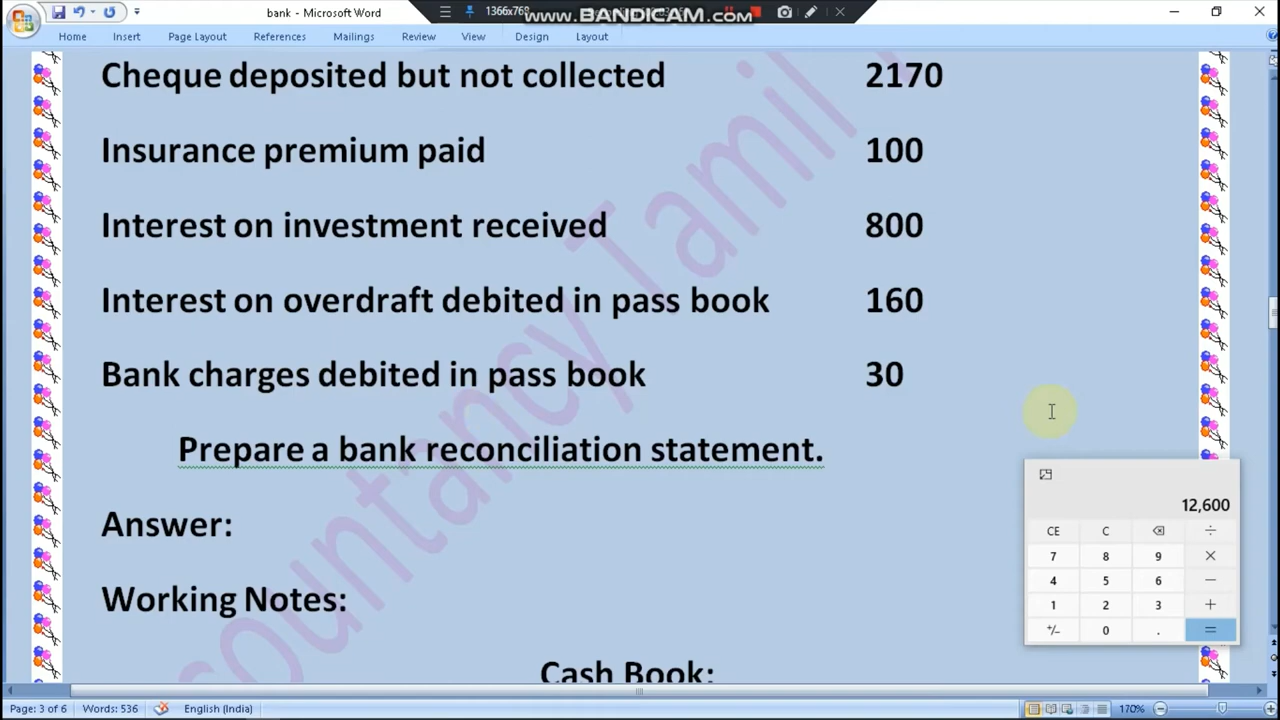 bank - Microsoft Word
1366x768
www.BANDICAM.com
Home Insert Page Layout References Mailings Review View Design Layout
Cheque deposited but not collected 2170
Insurance premium paid 100
Interest on investment received 800
Interest on overdraft debited in pass book 160
Bank charges debited in pass book 30
Prepare a bank reconciliation statement.
Answer:
Working Notes:
Cash Book:
countancy Tamil
12,600
CE C ÷
7 8 9 ×
4 5 6 −
1 2 3 +
+/− 0 . =
Page: 3 of 6 Words: 536 English (India) 170%